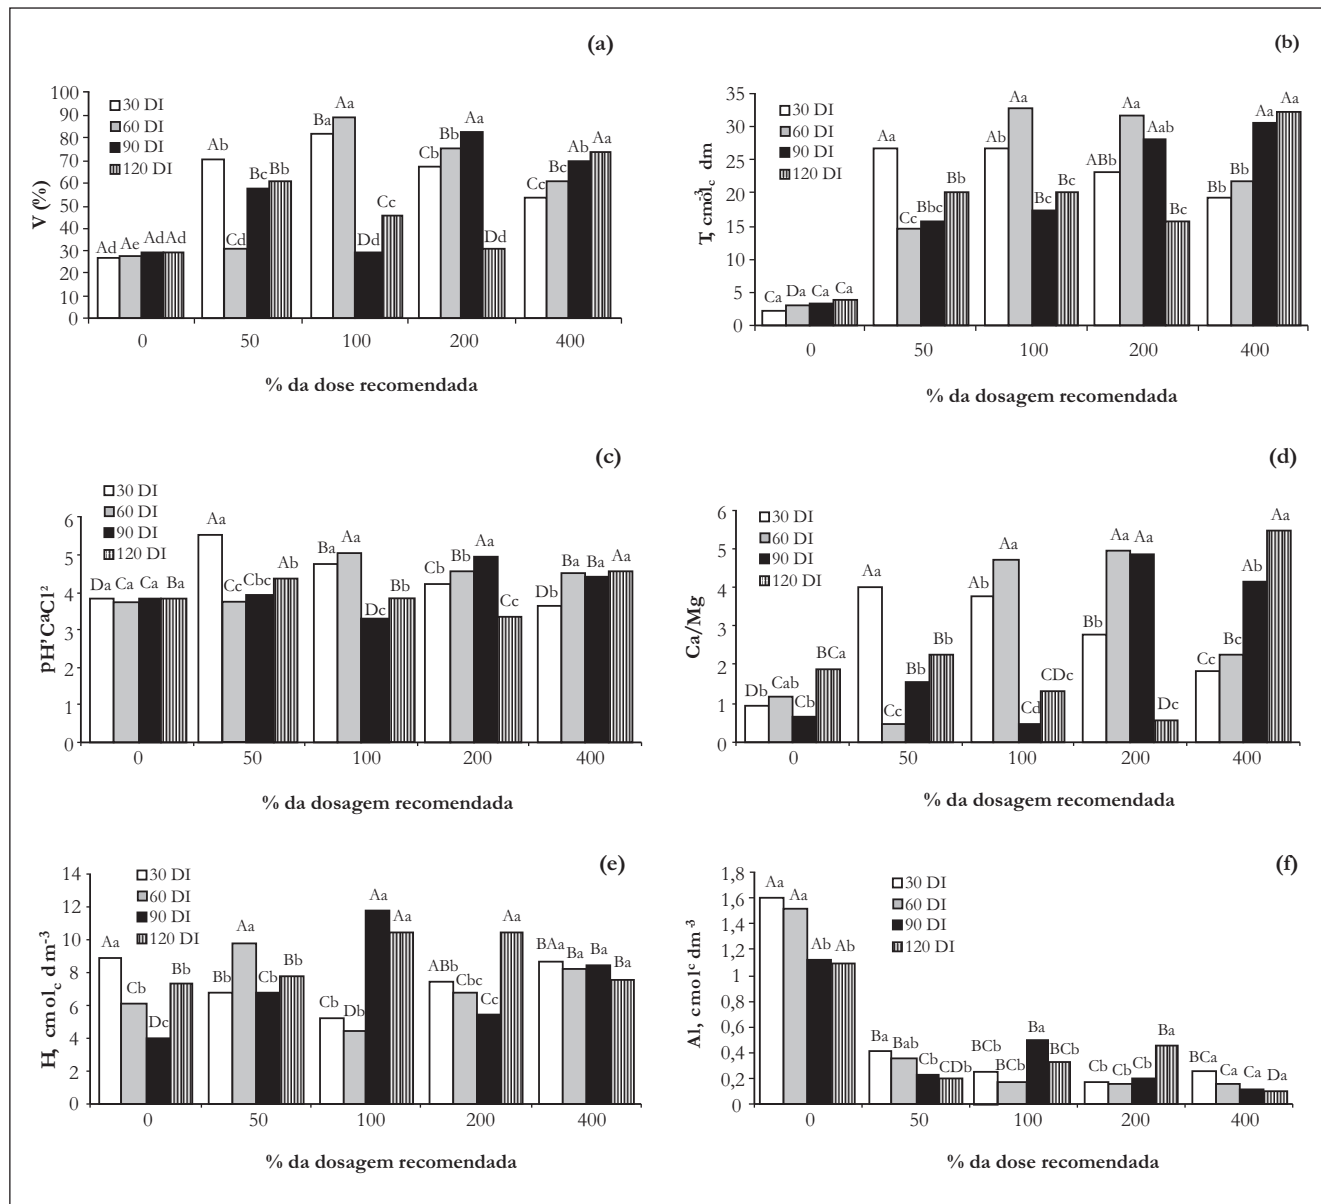 (a)
V (%)
100
90
80
70
60
50
40
30
20
10
0
30 DI
60 DI
90 DI
120 DI
Ad Ae Ad Ad
Ab Cd Bc Bb
Ba Aa Dd Cc
Cb Bb Aa Dd
Cc Bc Ab Aa
0 50 100 200 400
% da dose recomendada
(b)
T, cmol_c dm^-3
35
30
25
20
15
10
5
0
30 DI
60 DI
90 DI
120 DI
Ca Da Ca Ca
Aa Cc Bbc Bb
Ab Aa Bc Bc
ABb Aa Aab Bc
Bb Bb Aa Aa
0 50 100 200 400
% da dosagem recomendada
(c)
pH'CaCl²
6
5
4
3
2
1
0
30 DI
60 DI
90 DI
120 DI
Da Ca Ca Ba
Aa Cc Cbc Ab
Ba Aa Dc Bb
Cb Bb Aa Cc
Db Ba Ba Aa
0 50 100 200 400
% da dosagem recomendada
(d)
Ca/Mg
6
5
4
3
2
1
0
30 DI
60 DI
90 DI
120 DI
Db Cab Cb BCa
Aa Cc Bb Bb
Ab Aa Cd CDc
Bb Aa Aa Dc
Cc Bc Ab Aa
0 50 100 200 400
% da dosagem recomendada
(e)
H, cm ol_c d m^-3
14
12
10
8
6
4
2
0
30 DI
60 DI
90 DI
120 DI
Aa Cb Dc Bb
Bb Aa Cb Bb
Cb Db Aa Aa
ABb Cbc Cc Aa
BAa Ba Ba Ba
0 50 100 200 400
% da dosagem recomendada
(f)
Al, cmol^c dm^-3
1,8
1,6
1,4
1,2
1
0,8
0,6
0,4
0,2
0
30 DI
60 DI
90 DI
120 DI
Aa Aa Ab Ab
Ba Bab Cb CDb
BCb BCb Ba BCb
Cb Cb Cb Ba
BCa Ca Ca Da
0 50 100 200 400
% da dose recomendada